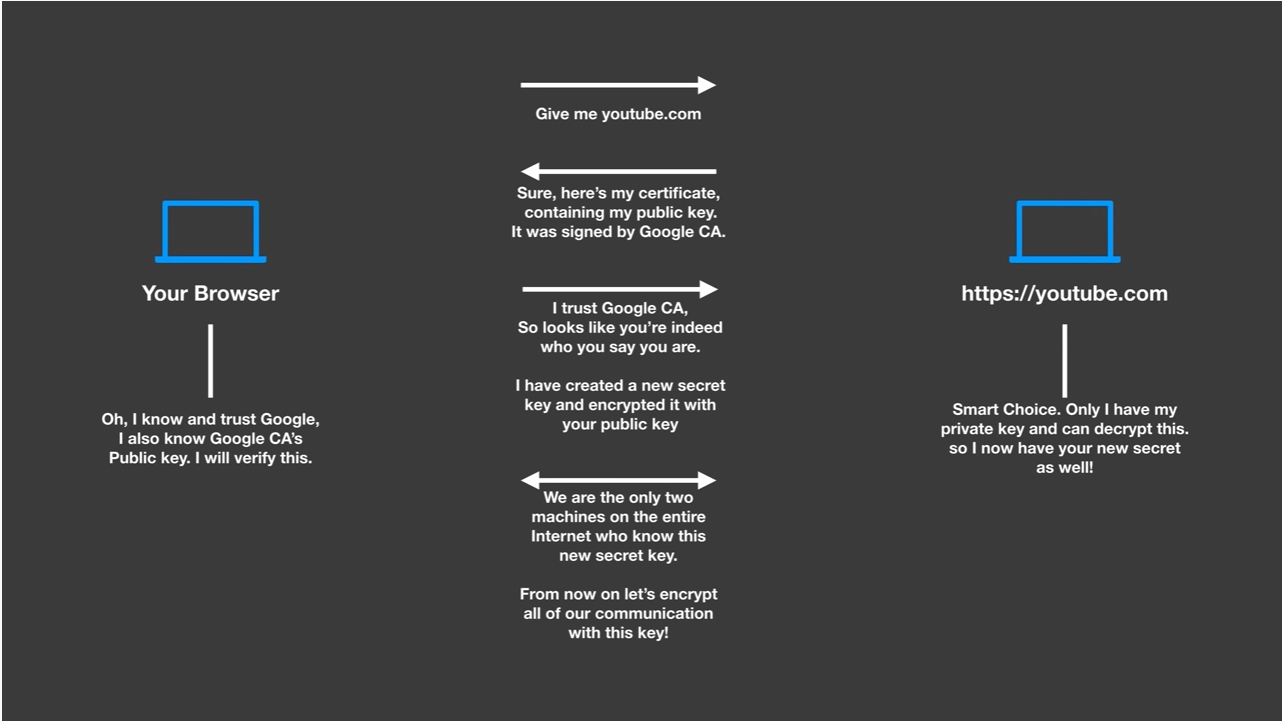 Give me youtube.com
Sure, here's my certificate,
containing my public key.
It was signed by Google CA.
Your Browser
https://youtube.com
I trust Google CA,
So looks like you're indeed
who you say you are.
I have created a new secret
key and encrypted it with
your public key
Oh, I know and trust Google,
I also know Google CA's
Public key. I will verify this.
Smart Choice. Only I have my
private key and can decrypt this.
so I now have your new secret
as well!
We are the only two
machines on the entire
Internet who know this
new secret key.
From now on let's encrypt
all of our communication
with this key!